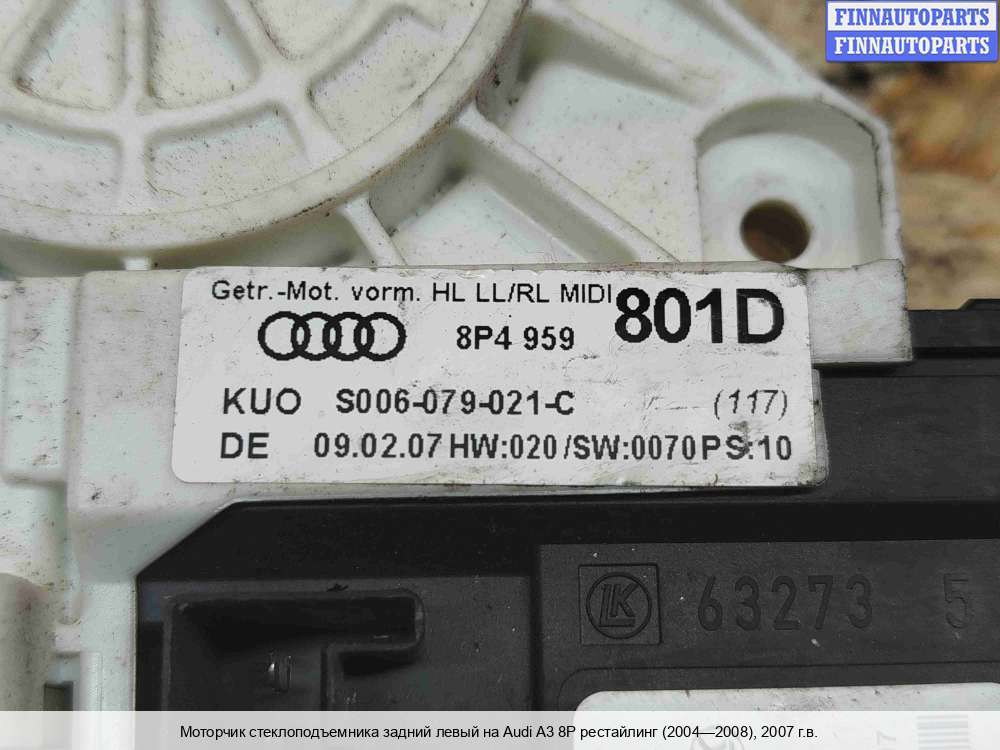 FINNAUTOPARTS
FINNAUTOPARTS
Getr.-Mot. vorm. HL LL/RL MIDI
8P4 959 801D
KUO S006-079-021-C (117)
DE 09.02.07 HW:020/SW:0070 PS:10
LK 63273 5
7
Моторчик стеклоподъемника задний левый на Audi A3 8P рестайлинг (2004—2008), 2007 г.в.